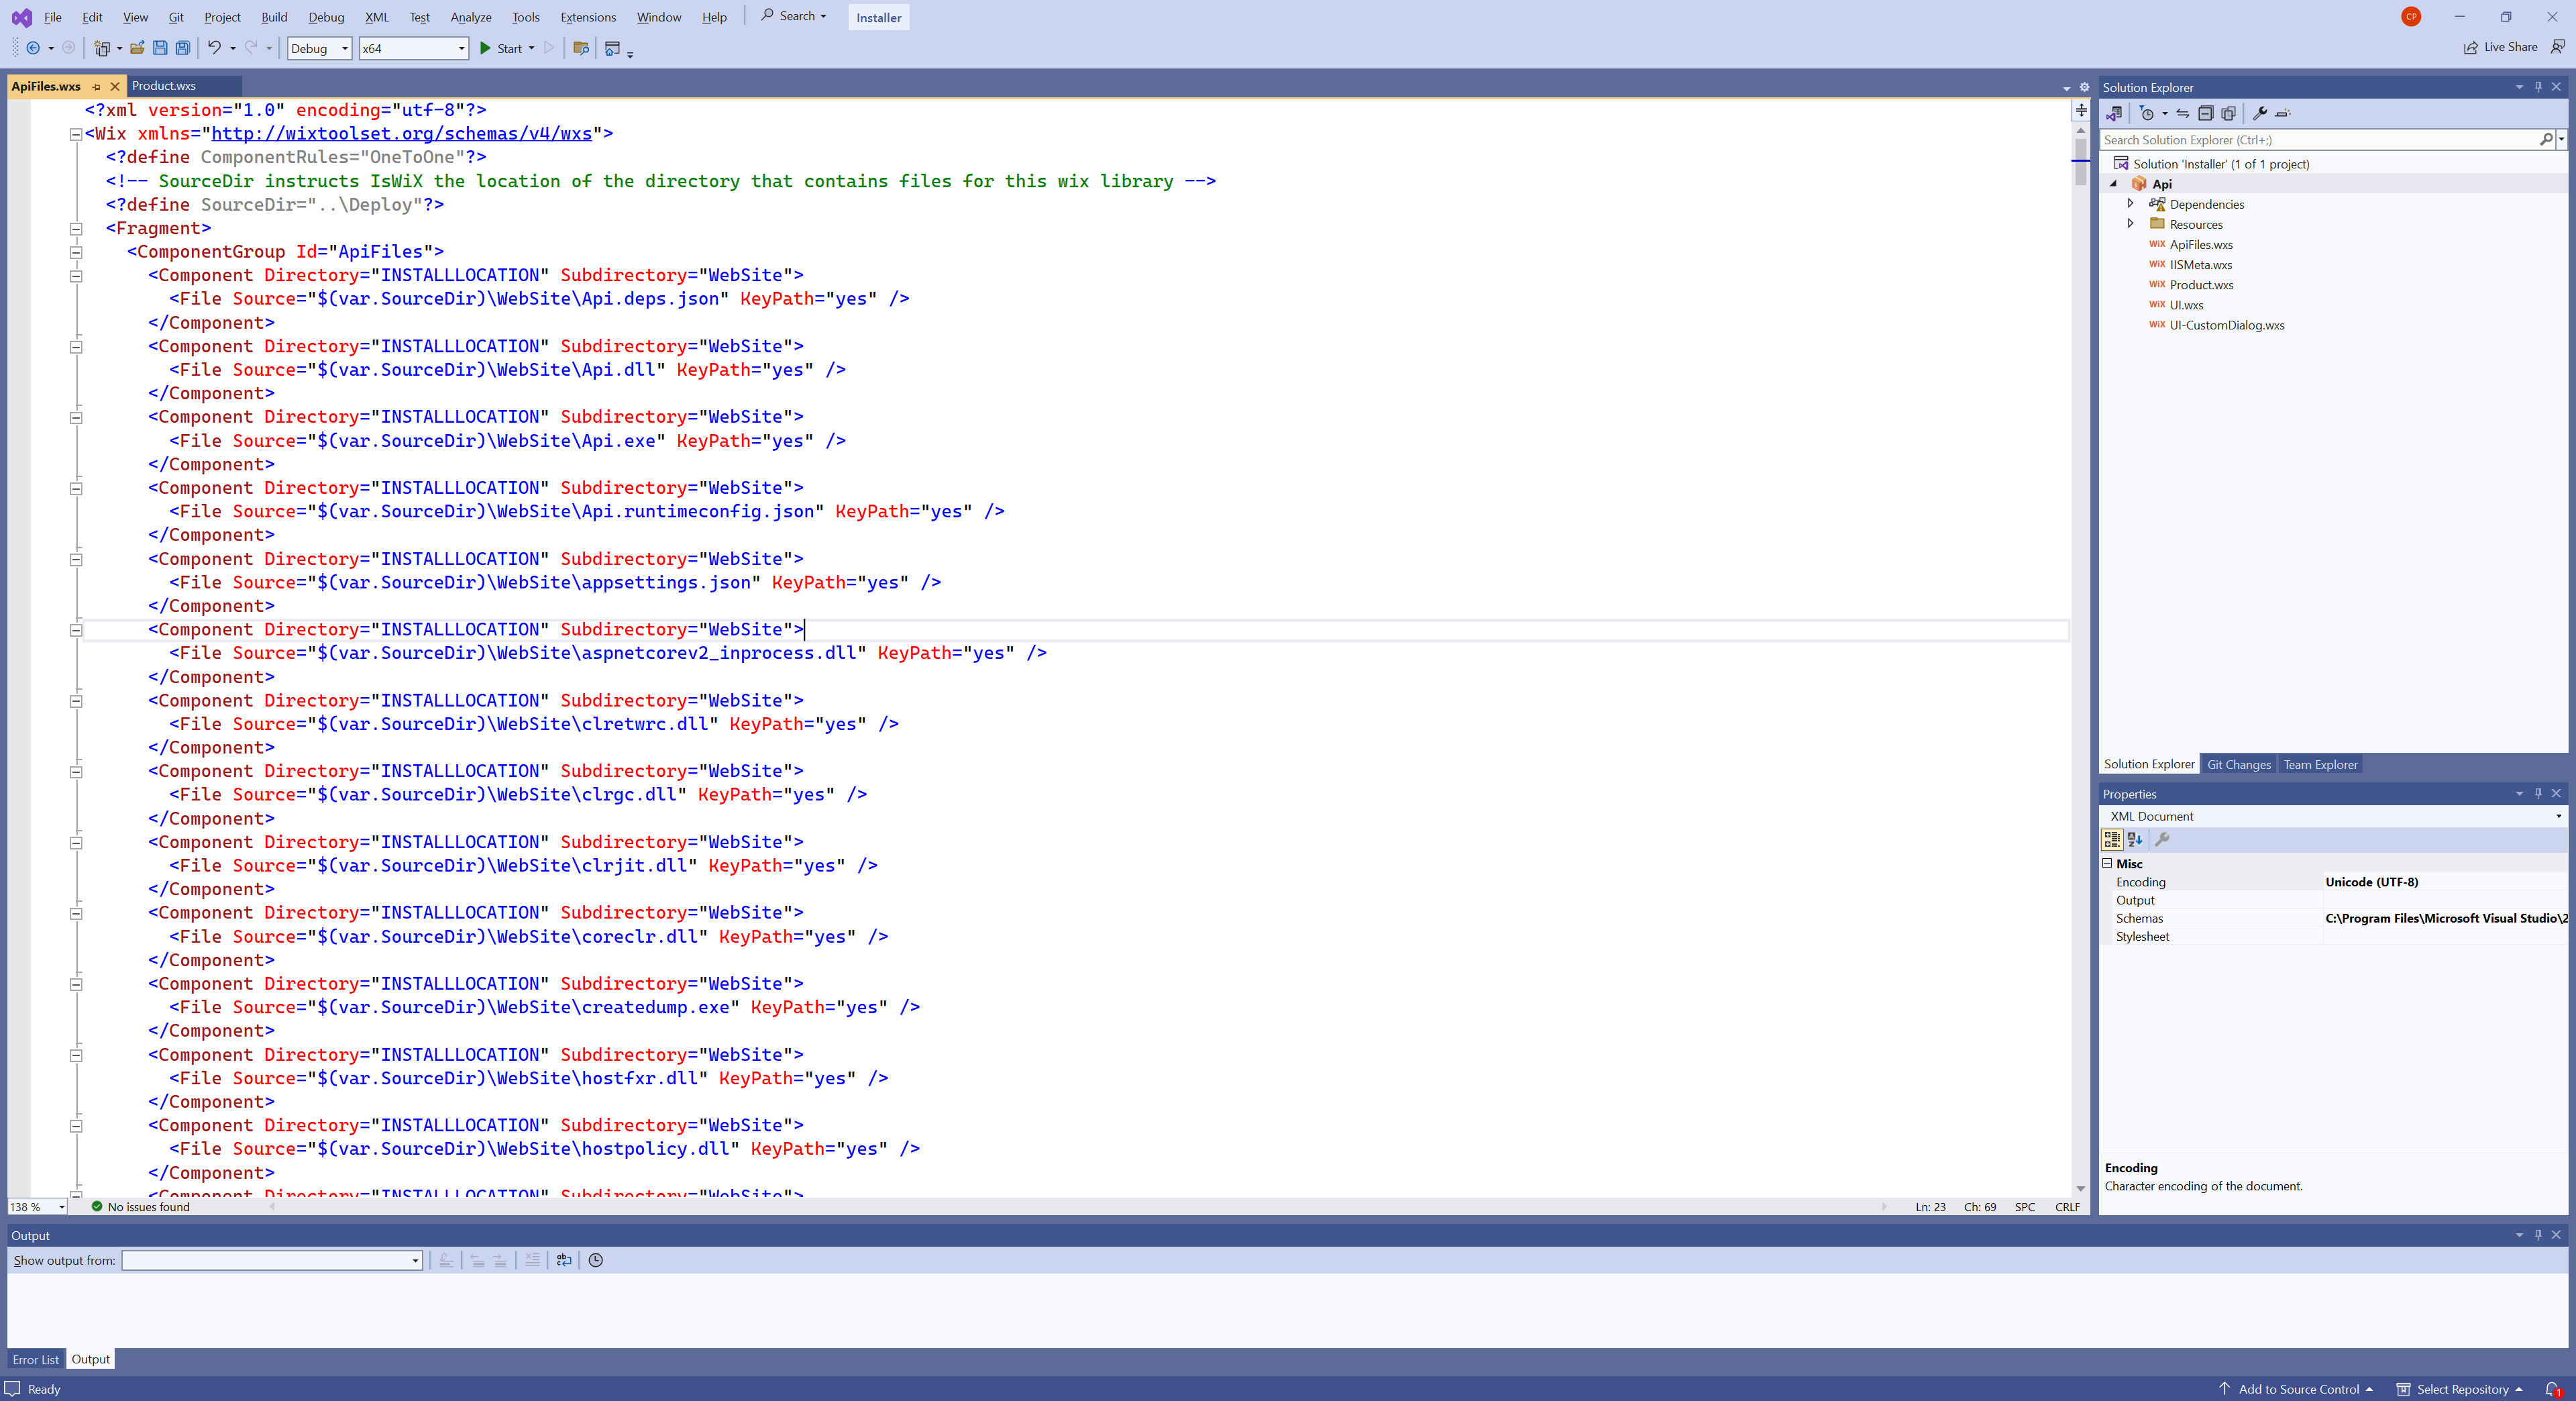 File Edit View Git Project Build Debug XML Test Analyze Tools Extensions Window Help Search Installer CP
Debug x64 Start Live Share
ApiFiles.wxs Product.wxs
<?xml version="1.0" encoding="utf-8"?>
<Wix xmlns="http://wixtoolset.org/schemas/v4/wxs">
<?define ComponentRules="OneToOne"?>
<!-- SourceDir instructs IsWiX the location of the directory that contains files for this wix library -->
<?define SourceDir="..\Deploy"?>
<Fragment>
<ComponentGroup Id="ApiFiles">
<Component Directory="INSTALLLOCATION" Subdirectory="WebSite">
<File Source="$(var.SourceDir)\WebSite\Api.deps.json" KeyPath="yes" />
</Component>
<Component Directory="INSTALLLOCATION" Subdirectory="WebSite">
<File Source="$(var.SourceDir)\WebSite\Api.dll" KeyPath="yes" />
</Component>
<Component Directory="INSTALLLOCATION" Subdirectory="WebSite">
<File Source="$(var.SourceDir)\WebSite\Api.exe" KeyPath="yes" />
</Component>
<Component Directory="INSTALLLOCATION" Subdirectory="WebSite">
<File Source="$(var.SourceDir)\WebSite\Api.runtimeconfig.json" KeyPath="yes" />
</Component>
<Component Directory="INSTALLLOCATION" Subdirectory="WebSite">
<File Source="$(var.SourceDir)\WebSite\appsettings.json" KeyPath="yes" />
</Component>
<Component Directory="INSTALLLOCATION" Subdirectory="WebSite">
<File Source="$(var.SourceDir)\WebSite\aspnetcorev2_inprocess.dll" KeyPath="yes" />
</Component>
<Component Directory="INSTALLLOCATION" Subdirectory="WebSite">
<File Source="$(var.SourceDir)\WebSite\clretwrc.dll" KeyPath="yes" />
</Component>
<Component Directory="INSTALLLOCATION" Subdirectory="WebSite">
<File Source="$(var.SourceDir)\WebSite\clrgc.dll" KeyPath="yes" />
</Component>
<Component Directory="INSTALLLOCATION" Subdirectory="WebSite">
<File Source="$(var.SourceDir)\WebSite\clrjit.dll" KeyPath="yes" />
</Component>
<Component Directory="INSTALLLOCATION" Subdirectory="WebSite">
<File Source="$(var.SourceDir)\WebSite\coreclr.dll" KeyPath="yes" />
</Component>
<Component Directory="INSTALLLOCATION" Subdirectory="WebSite">
<File Source="$(var.SourceDir)\WebSite\createdump.exe" KeyPath="yes" />
</Component>
<Component Directory="INSTALLLOCATION" Subdirectory="WebSite">
<File Source="$(var.SourceDir)\WebSite\hostfxr.dll" KeyPath="yes" />
</Component>
<Component Directory="INSTALLLOCATION" Subdirectory="WebSite">
<File Source="$(var.SourceDir)\WebSite\hostpolicy.dll" KeyPath="yes" />
</Component>
<Component Directory="INSTALLLOCATION" Subdirectory="WebSite">
138 % No issues found Ln: 23 Ch: 69 SPC CRLF
Solution Explorer
Search Solution Explorer (Ctrl+;)
Solution 'Installer' (1 of 1 project)
Api
Dependencies
Resources
WiX ApiFiles.wxs
WiX IISMeta.wxs
WiX Product.wxs
WiX UI.wxs
WiX UI-CustomDialog.wxs
Solution Explorer Git Changes Team Explorer
Properties
XML Document
Misc
Encoding Unicode (UTF-8)
Output
Schemas C:\Program Files\Microsoft Visual Studio\2
Stylesheet
Encoding
Character encoding of the document.
Output
Show output from:
Error List Output
Ready Add to Source Control Select Repository 1